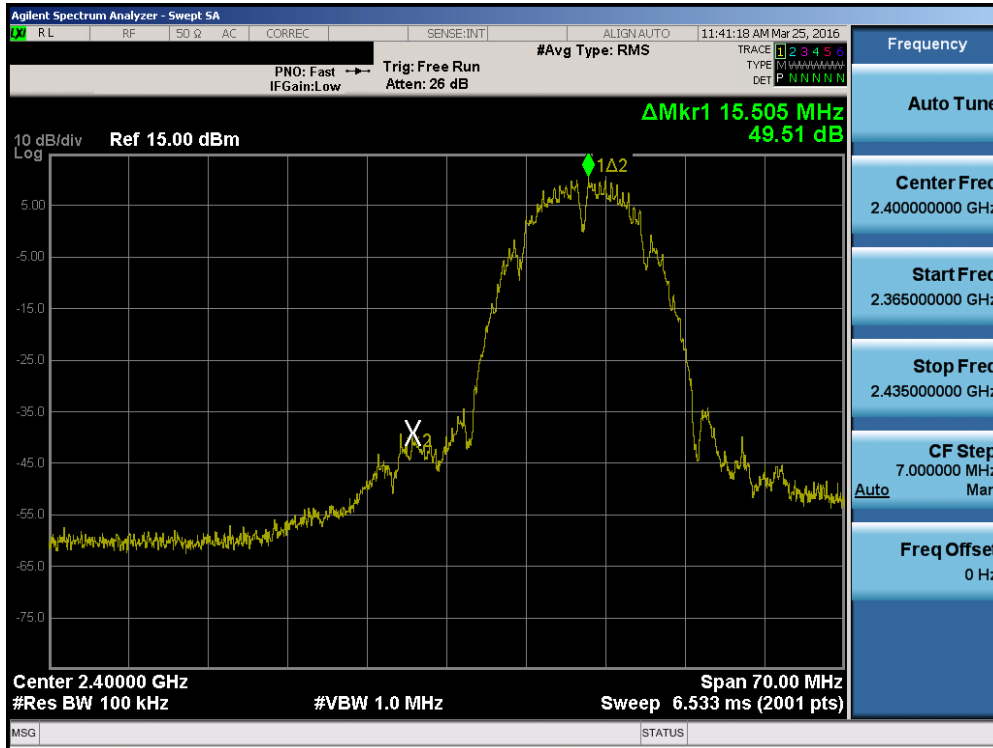 Agilent Spectrum Analyzer - Swept SA
LXI RL RF 50 Ω AC CORREC SENSE:INT ALIGN AUTO 11:41:18 AM Mar 25, 2016
Frequency
#Avg Type: RMS TRACE 1 2 3 4 5 6
PNO: Fast Trig: Free Run TYPE M
IFGain:Low Atten: 26 dB DET P N N N N N
Auto Tune
ΔMkr1 15.505 MHz
49.51 dB
10 dB/div Ref 15.00 dBm
Log
1Δ2
5.00
-5.00
-15.0
-25.0
-35.0
X2
-45.0
-55.0
-65.0
-75.0
Center Freq
2.400000000 GHz
Start Freq
2.365000000 GHz
Stop Freq
2.435000000 GHz
CF Step
7.000000 MHz
Auto Man
Freq Offset
0 Hz
Center 2.40000 GHz Span 70.00 MHz
#Res BW 100 kHz #VBW 1.0 MHz Sweep 6.533 ms (2001 pts)
MSG STATUS